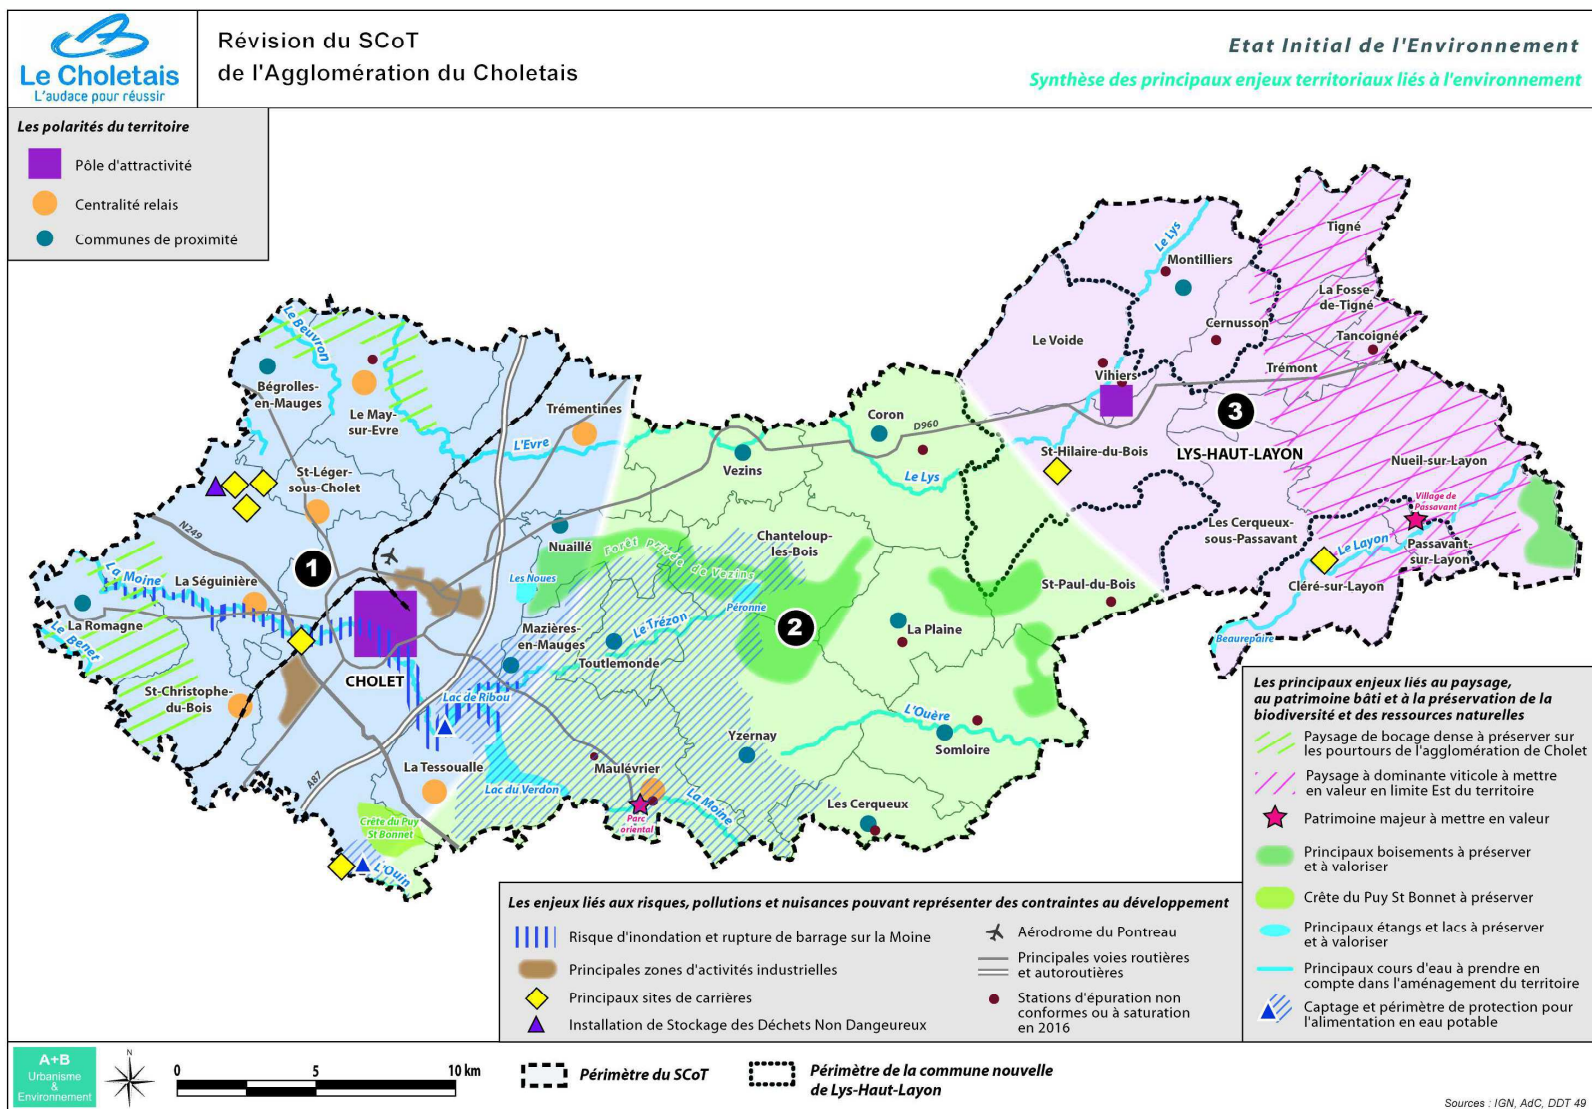 Le Choletais
L'audace pour réussir
Révision du SCoT
de l'Agglomération du Choletais
Etat Initial de l'Environnement
Synthèse des principaux enjeux territoriaux liés à l'environnement
Les polarités du territoire
Pôle d'attractivité
Centralité relais
Communes de proximité
Tigné
Le Lys
Montilliers
La Fosse-
de-Tigné
Cernusson
Tancoigné
Le Voide
Trémont
Vihiers
3
LYS-HAUT-LAYON
St-Hilaire-du-Bois
Nueil-sur-Layon
Village de
Passavant
Les Cerqueux-
sous-Passavant
Le Layon
Passavant-
sur-Layon
Cléré-sur-Layon
Beaurepaire
Le Beuvron
Bégrolles-
en-Mauges
Le May-
sur-Evre
Trémentines
L'Evre
St-Léger-
sous-Cholet
N249
1
La Moine
La Séguinière
La Romagne
Le Benet
CHOLET
St-Christophe-
du-Bois
A87
La Tessoualle
Crête du Puy
St Bonnet
L'Ouin
Coron
D960
Vezins
Le Lys
Nuaillé
Chanteloup-
les-Bois
Forêt privée de Vezins
Les Noues
Péronne
2
St-Paul-du-Bois
La Plaine
Mazières-
en-Mauges
Le Trézon
Toutlemonde
Lac de Ribou
L'Ouère
Somloire
Yzernay
Maulévrier
Lac du Verdon
Parc
oriental
La Moine
Les Cerqueux
Les principaux enjeux liés au paysage,
au patrimoine bâti et à la préservation de la
biodiversité et des ressources naturelles
Paysage de bocage dense à préserver sur
les pourtours de l'agglomération de Cholet
Paysage à dominante viticole à mettre
en valeur en limite Est du territoire
Patrimoine majeur à mettre en valeur
Principaux boisements à préserver
et à valoriser
Crête du Puy St Bonnet à préserver
Principaux étangs et lacs à préserver
et à valoriser
Principaux cours d'eau à prendre en
compte dans l'aménagement du territoire
Captage et périmètre de protection pour
l'alimentation en eau potable
Les enjeux liés aux risques, pollutions et nuisances pouvant représenter des contraintes au développement
Risque d'inondation et rupture de barrage sur la Moine
Principales zones d'activités industrielles
Principaux sites de carrières
Installation de Stockage des Déchets Non Dangeureux
Aérodrome du Pontreau
Principales voies routières
et autoroutières
Stations d'épuration non
conformes ou à saturation
en 2016
A+B
Urbanisme
&
Environnement
N
0 5 10 km
Périmètre du SCoT
Périmètre de la commune nouvelle
de Lys-Haut-Layon
Sources : IGN, AdC, DDT 49